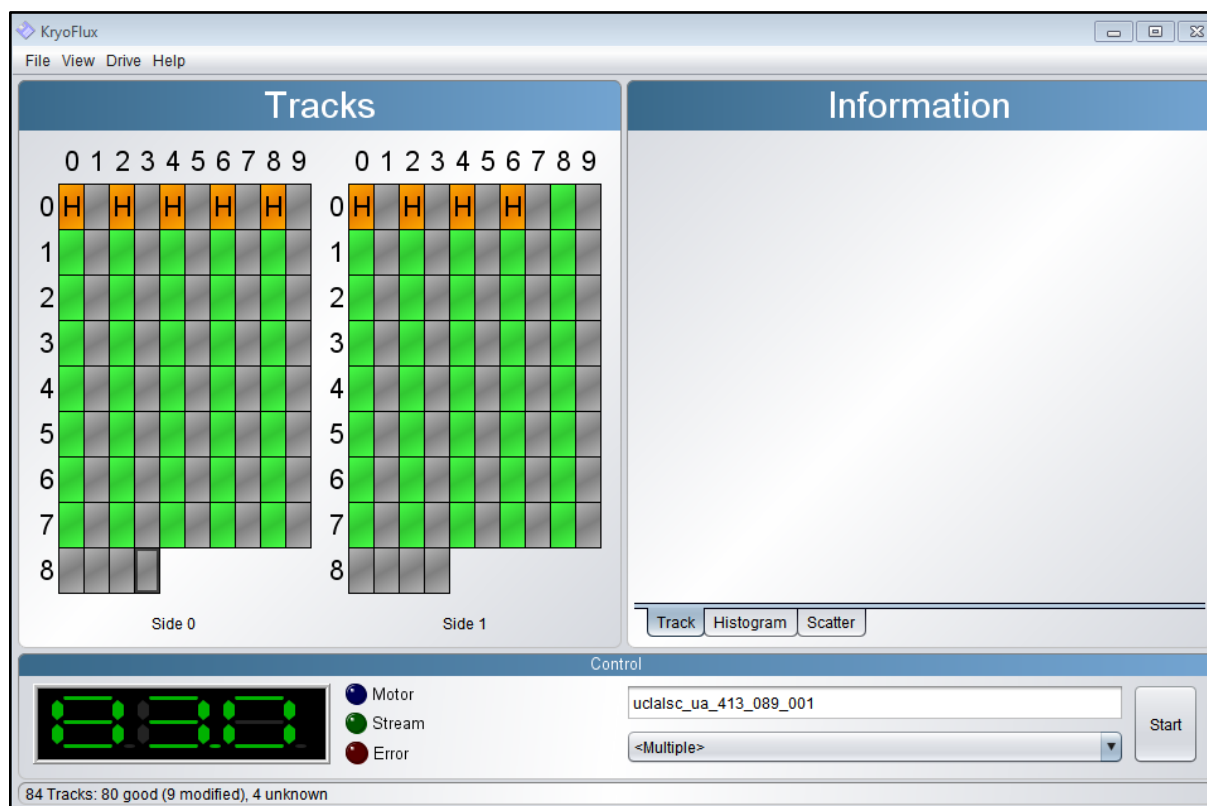 KryoFlux
File View Drive Help
Tracks
Information
0 1 2 3 4 5 6 7 8 9
0 1 2 3 4 5 6 7 8 9
0 H H H H H
0 H H H H
1
1
2
2
3
3
4
4
5
5
6
6
7
7
8
8
Side 0
Side 1
Track Histogram Scatter
Control
83.0
Motor
Stream
Error
uclalsc_ua_413_089_001
<Multiple>
Start
84 Tracks: 80 good (9 modified), 4 unknown